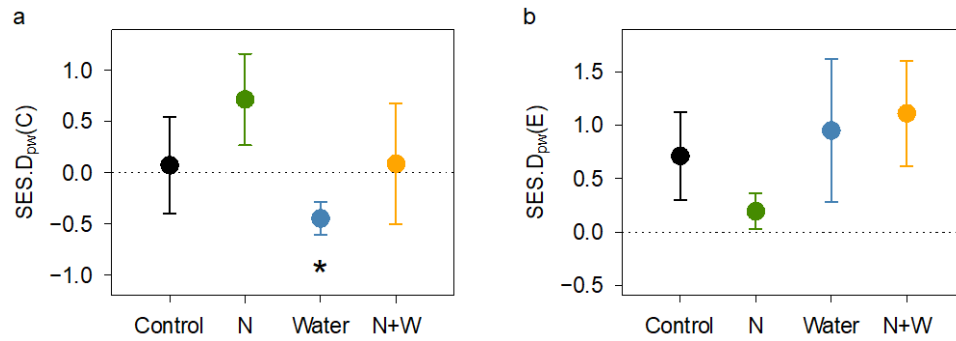 a
SES.Dpw(C)
1.0
0.5
0.0
−0.5
−1.0
*
Control N Water N+W
b
SES.Dpw(E)
1.5
1.0
0.5
0.0
−0.5
Control N Water N+W